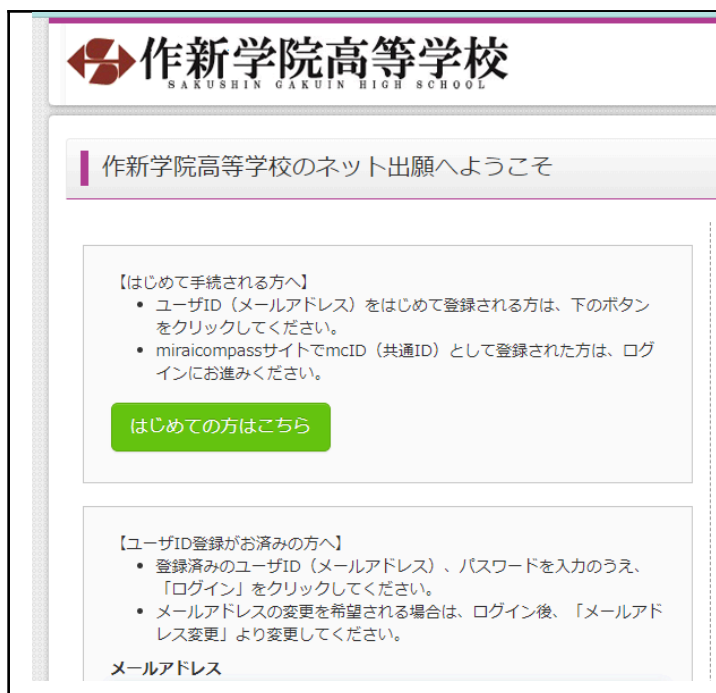 作新学院高等学校
SAKUSHIN GAKUIN HIGH SCHOOL
作新学院高等学校のネット出願へようこそ
【はじめて手続される方へ】
• ユーザID（メールアドレス）をはじめて登録される方は、下のボタン
をクリックしてください。
• miraicompassサイトでmcID（共通ID）として登録された方は、ログ
インにお進みください。
はじめての方はこちら
【ユーザID登録がお済みの方へ】
• 登録済みのユーザID（メールアドレス）、パスワードを入力のうえ、
「ログイン」をクリックしてください。
• メールアドレスの変更を希望される場合は、ログイン後、「メールアド
レス変更」より変更してください。
メールアドレス